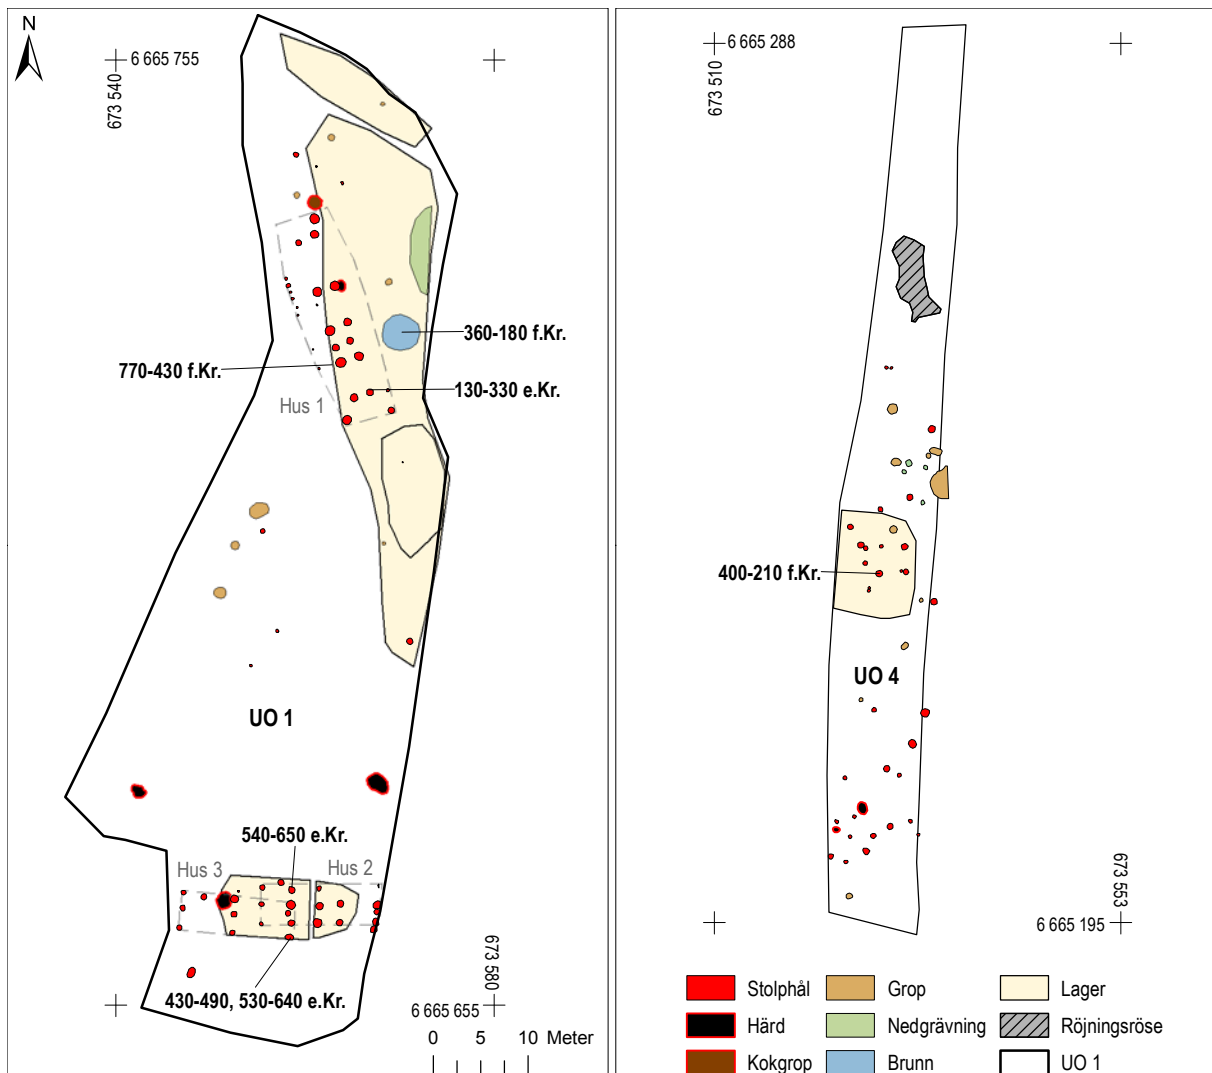 N
6 665 755
673 540
360-180 f.Kr.
770-430 f.Kr.
130-330 e.Kr.
Hus 1
UO 1
540-650 e.Kr.
Hus 3
Hus 2
430-490, 530-640 e.Kr.
673 580
6 665 655
0 5 10 Meter
6 665 288
673 510
400-210 f.Kr.
UO 4
673 553
6 665 195
Stolphål
Grop
Lager
Härd
Nedgrävning
Röjningsröse
Kokgrop
Brunn
UO 1